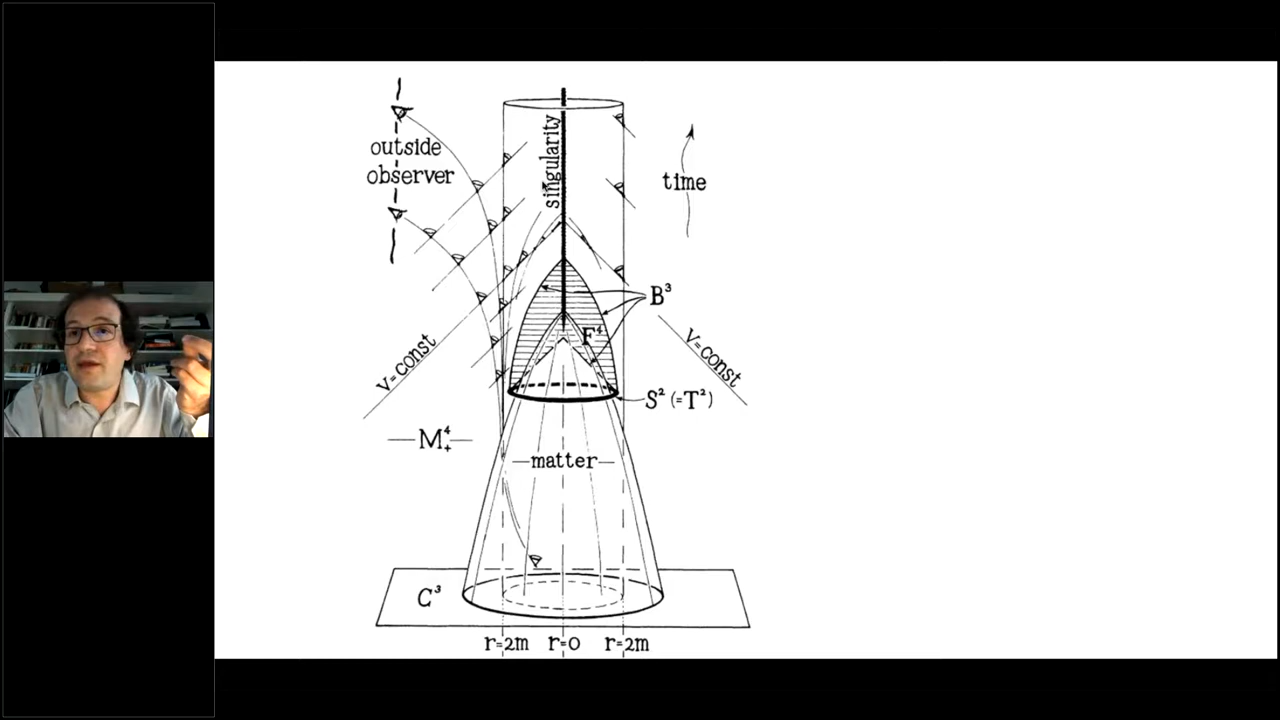 outside
observer
singularity
time
B³
F⁴
V=const
V=const
S² (=T²)
M⁴₊
matter
C³
r=2m r=0 r=2m